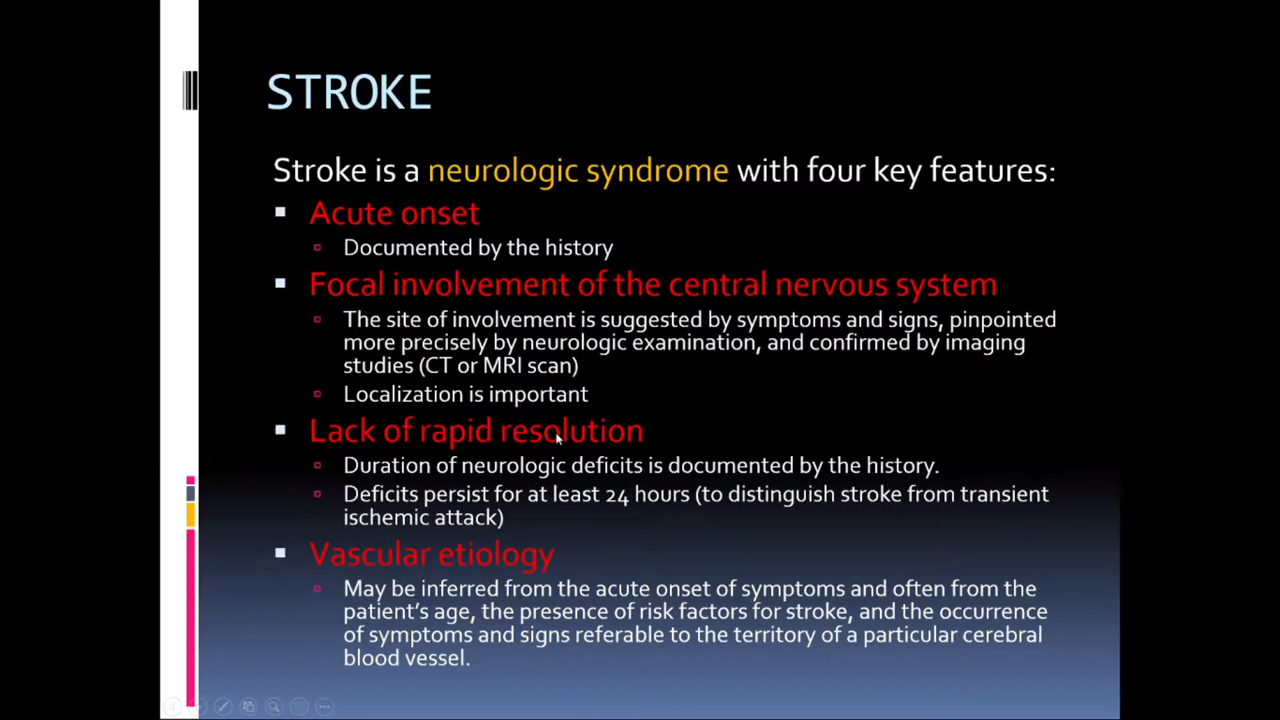 STROKE
Stroke is a neurologic syndrome with four key features:
Acute onset
Documented by the history
Focal involvement of the central nervous system
The site of involvement is suggested by symptoms and signs, pinpointed
more precisely by neurologic examination, and confirmed by imaging
studies (CT or MRI scan)
Localization is important
Lack of rapid resolution
Duration of neurologic deficits is documented by the history.
Deficits persist for at least 24 hours (to distinguish stroke from transient
ischemic attack)
Vascular etiology
May be inferred from the acute onset of symptoms and often from the
patient’s age, the presence of risk factors for stroke, and the occurrence
of symptoms and signs referable to the territory of a particular cerebral
blood vessel.